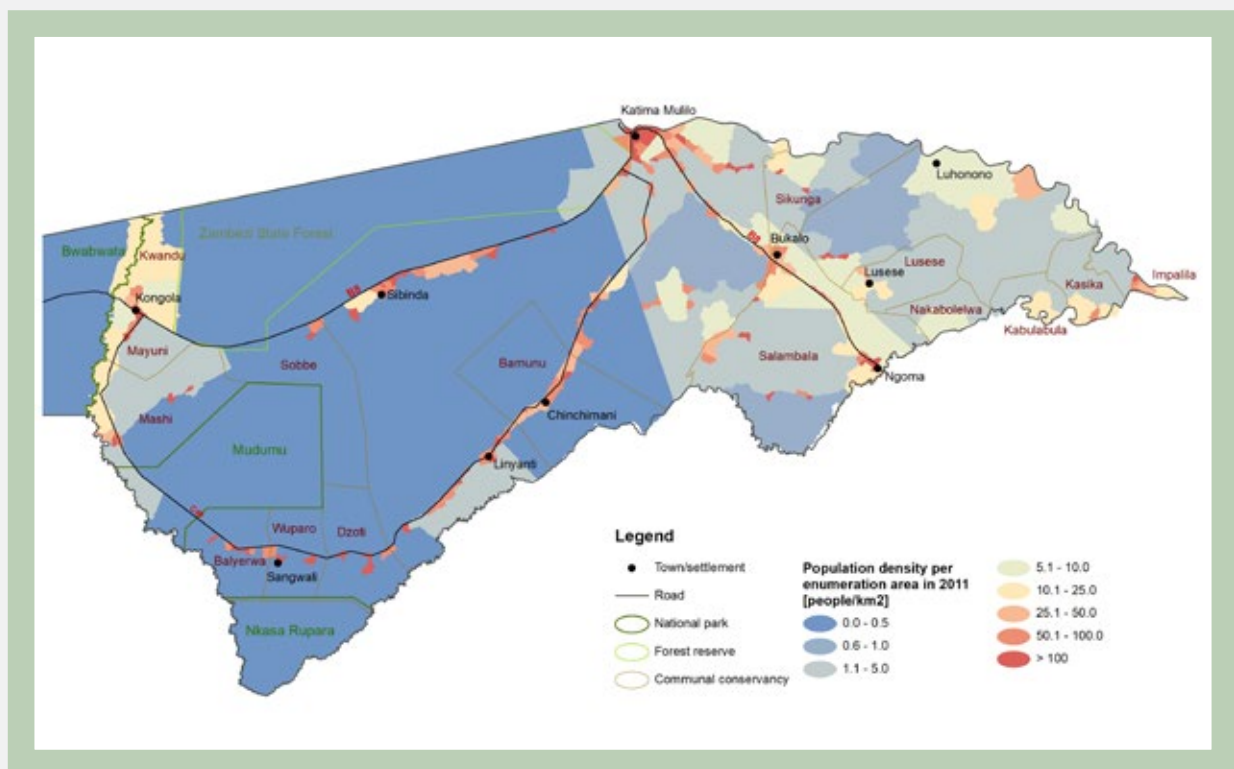 Katima Mulilo
Luhonono
Sikunga
Zambezi State Forest
Bwabwata
Kwandu
B8
Bukalo
Lusese
Lusese
Impalila
Kasika
Kongola
B8
Sibinda
Nakabolelwa
Kabulabula
Mayuni
Sobbe
Bamunu
Salambala
Ngoma
Mashi
Chinchimani
Mudumu
Linyanti
Wuparo
Dzoti
Balyerwa
Sangwali
Nkasa Rupara
Legend
Town/settlement
Road
National park
Forest reserve
Communal conservancy
Population density per
enumeration area in 2011
[people/km2]
0.0 - 0.5
0.6 - 1.0
1.1 - 5.0
5.1 - 10.0
10.1 - 25.0
25.1 - 50.0
50.1 - 100.0
> 100